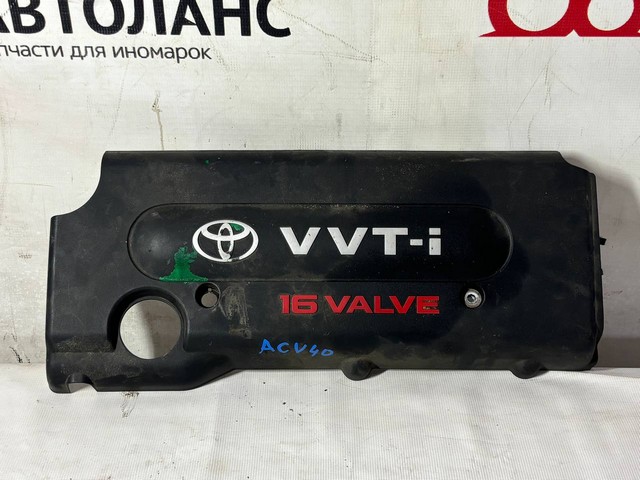 АВТОЛАНС
пчасти для иномарок
VVT-i
16 VALVE
ACV40